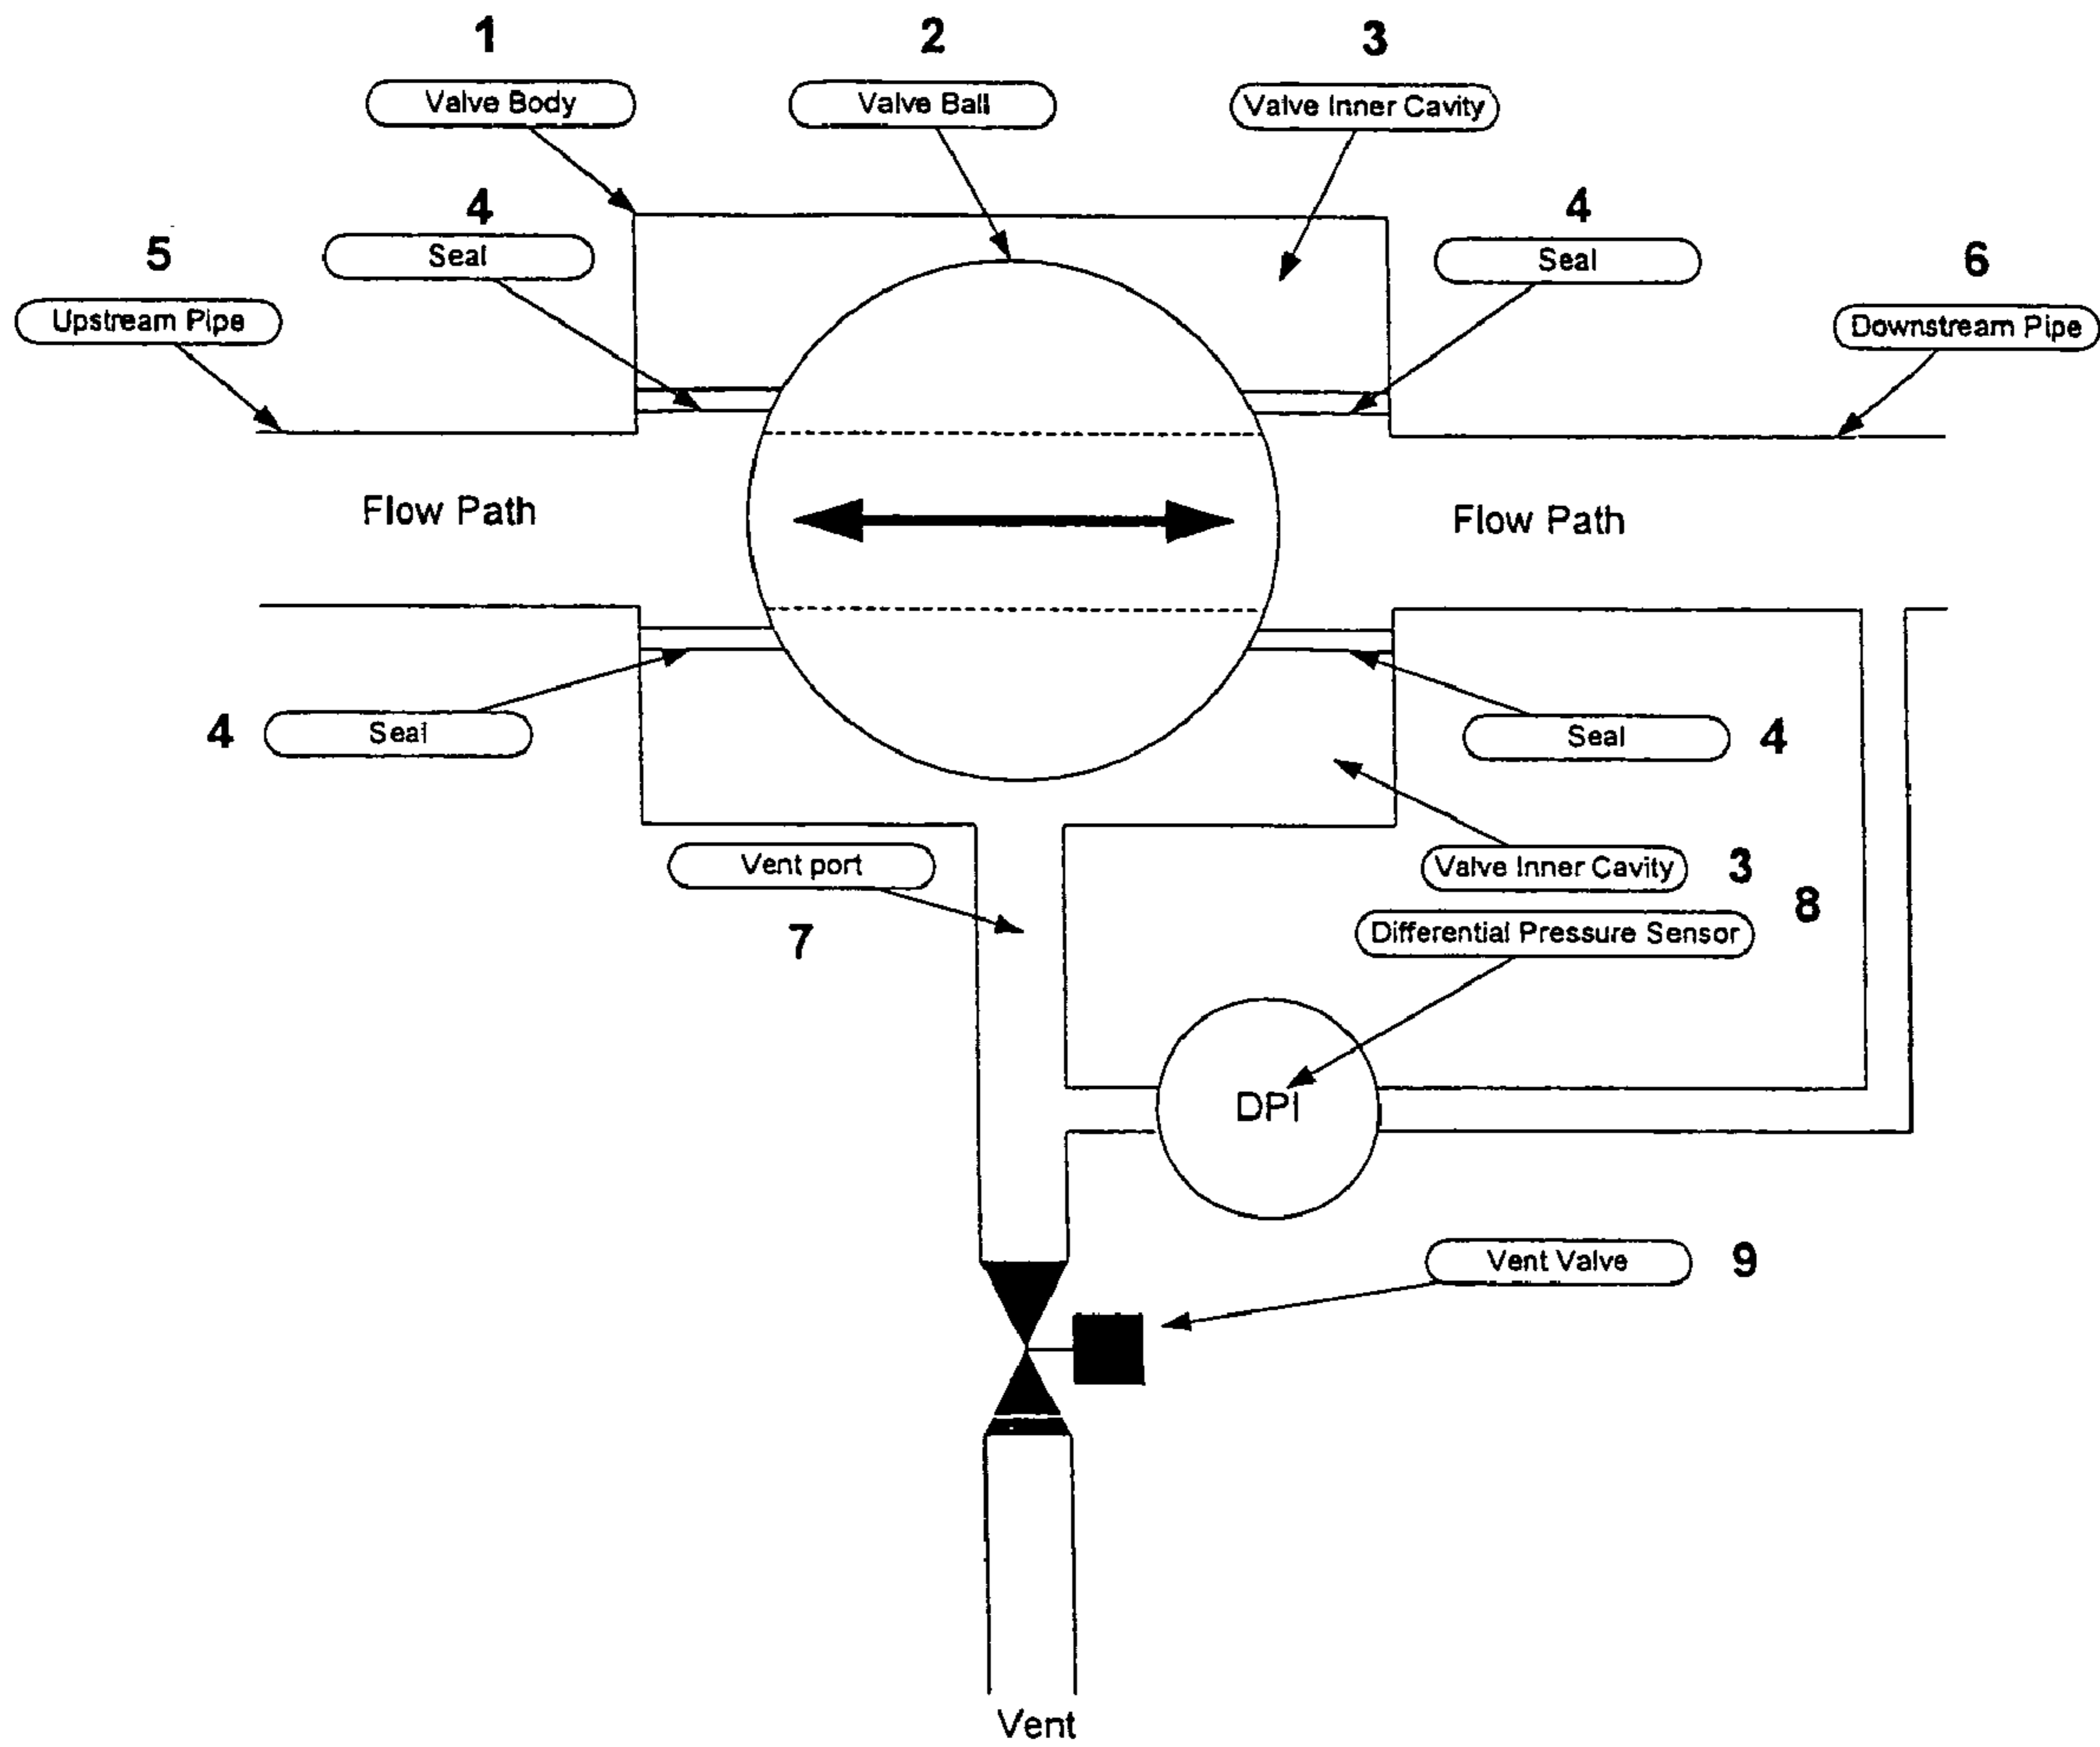 1
2
3
Valve Body
Valve Ball
Valve Inner Cavity
4
Seal
4
Seal
5
Upstream Pipe
6
Downstream Pipe
Flow Path
Flow Path
4
Seal
Seal
4
Vent port
7
Valve Inner Cavity
3
8
Differential Pressure Sensor
DPI
Vent Valve
9
Vent